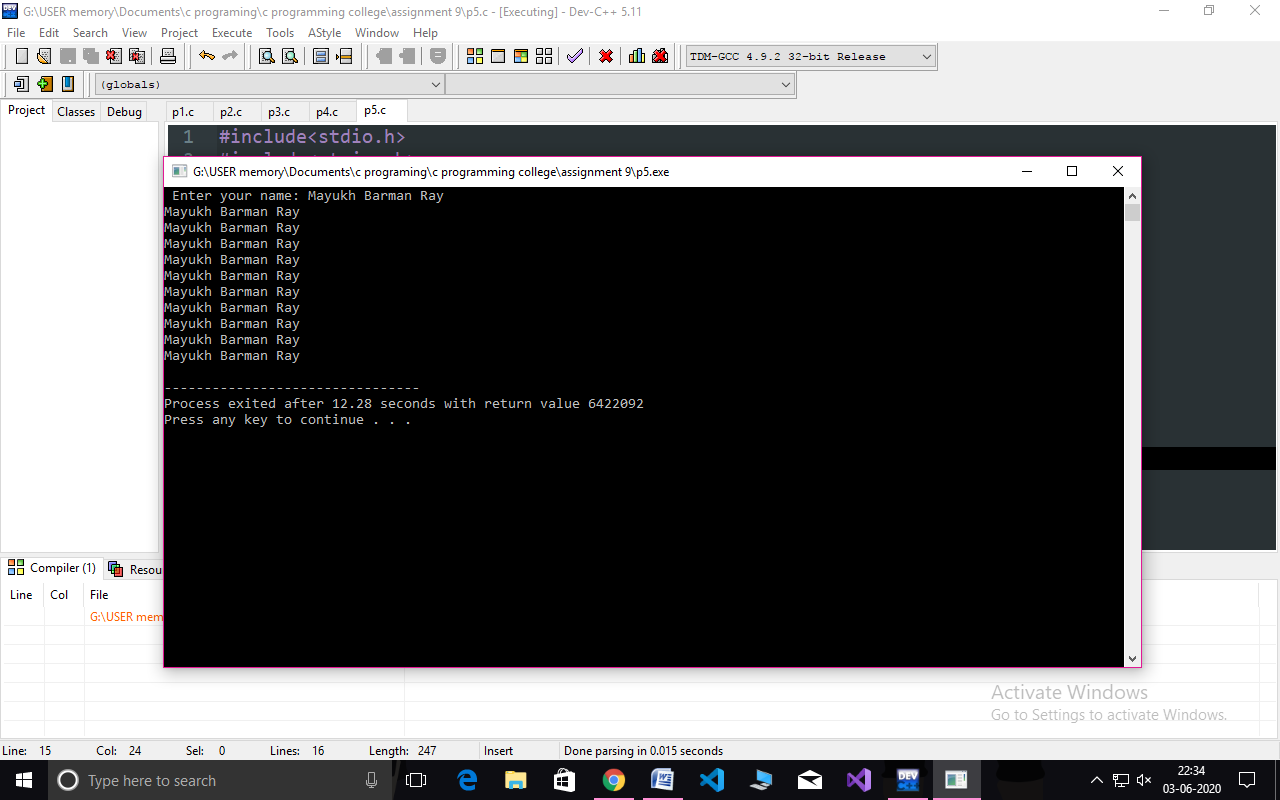 G:\USER memory\Documents\c programing\c programming college\assignment 9\p5.c - [Executing] - Dev-C++ 5.11
File Edit Search View Project Execute Tools AStyle Window Help
TDM-GCC 4.9.2 32-bit Release
(globals)
Project Classes Debug p1.c p2.c p3.c p4.c p5.c
1 #include<stdio.h>
G:\USER memory\Documents\c programing\c programming college\assignment 9\p5.exe
Enter your name: Mayukh Barman Ray
Mayukh Barman Ray
Mayukh Barman Ray
Mayukh Barman Ray
Mayukh Barman Ray
Mayukh Barman Ray
Mayukh Barman Ray
Mayukh Barman Ray
Mayukh Barman Ray
Mayukh Barman Ray
Mayukh Barman Ray
--------------------------------
Process exited after 12.28 seconds with return value 6422092
Press any key to continue . . .
Compiler (1) Resou
Line Col File
G:\USER mem
Activate Windows
Go to Settings to activate Windows.
Line: 15 Col: 24 Sel: 0 Lines: 16 Length: 247 Insert Done parsing in 0.015 seconds
Type here to search
DEV
22:34
03-06-2020